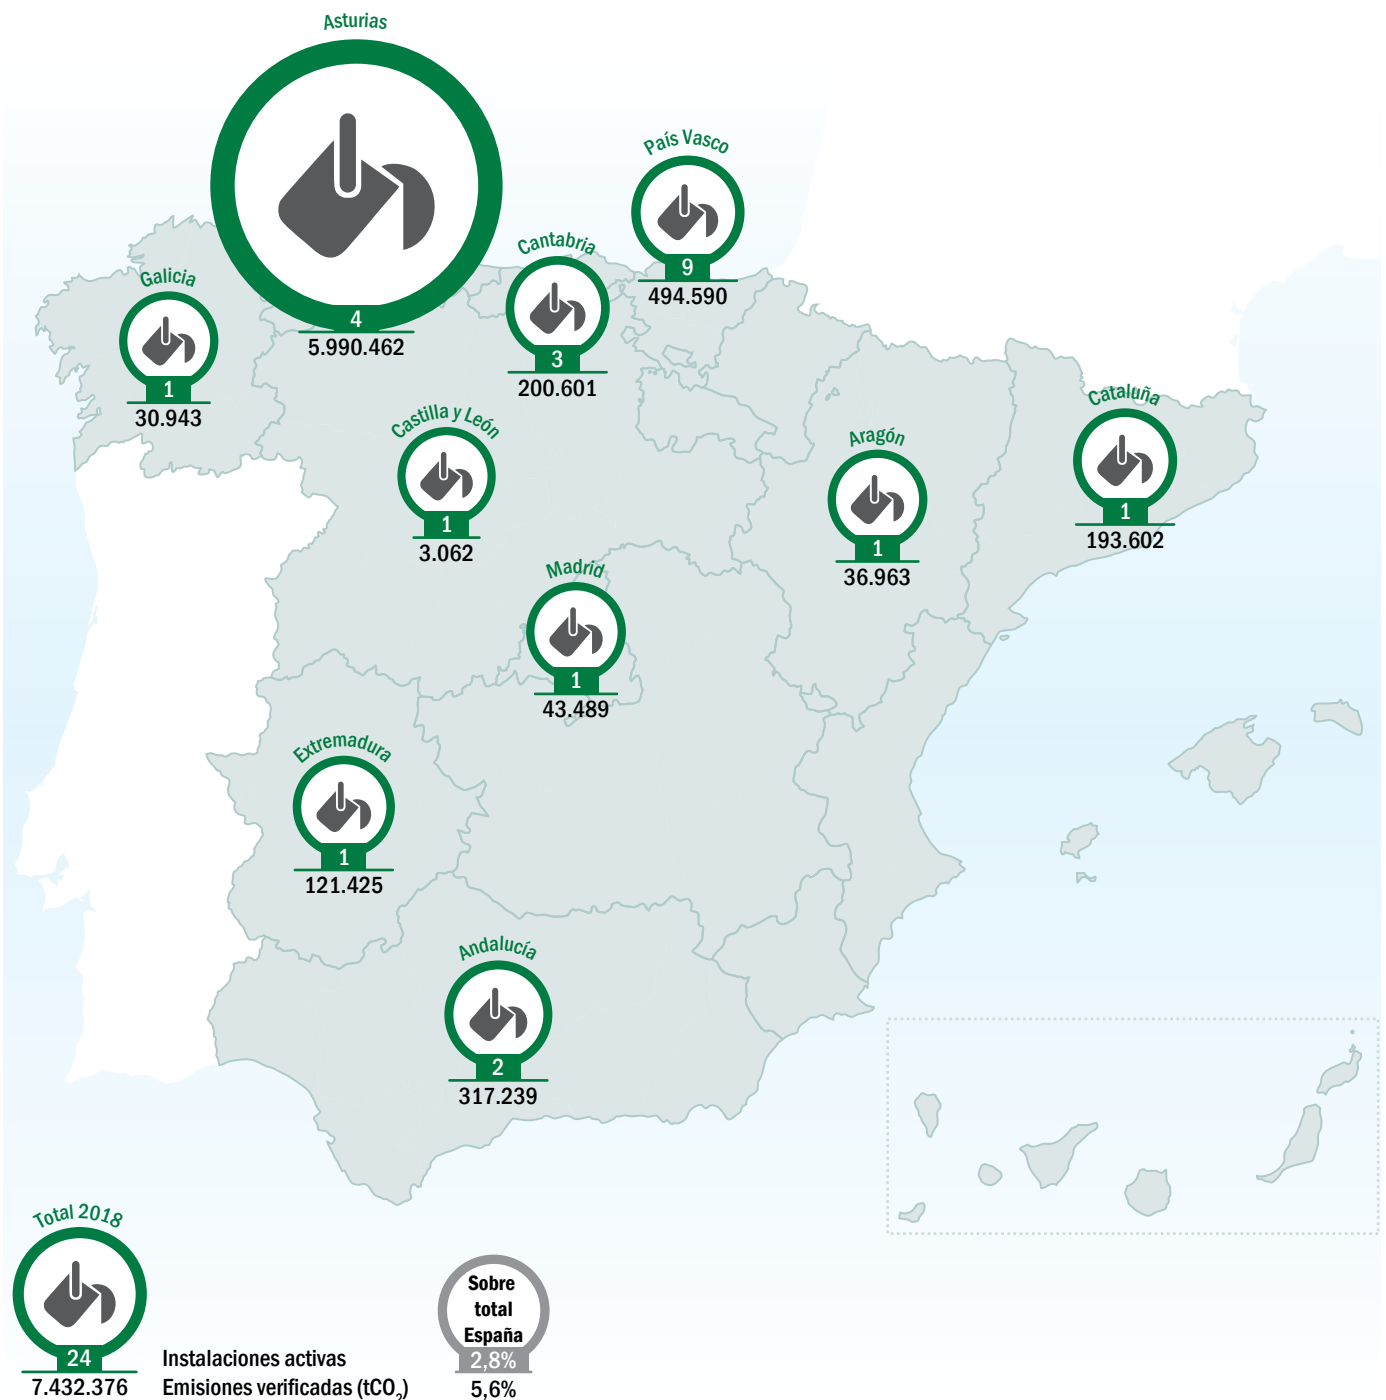 Asturias
4
5.990.462
País Vasco
9
494.590
Cantabria
3
200.601
Galicia
1
30.943
Castilla y León
1
3.062
Aragón
1
36.963
Cataluña
1
193.602
Madrid
1
43.489
Extremadura
1
121.425
Andalucía
2
317.239
Total 2018
24
7.432.376
Instalaciones activas
Emisiones verificadas (tCO₂)
Sobre
total
España
2,8%
5,6%